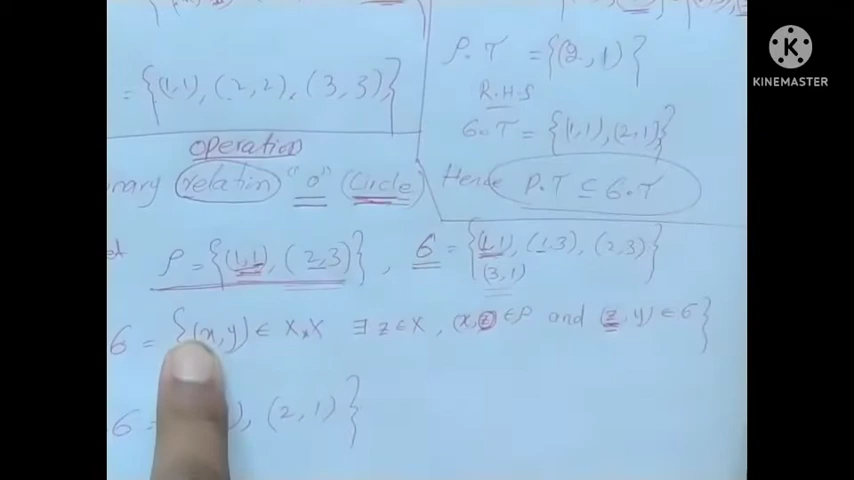 = {(1,1), (2,2), (3,3)}
operation
nary relation "o" (Circle)
ρ = {(1,1), (2,3)} , б = {(1,1), (1,3), (2,3)
(3,1)}
б = {(x,y) ∈ X×X ∃ z ∈ X, (x,z) ∈ ρ and (z,y) ∈ б}
б = ), (2,1)}
ρ.τ = {(2,1)}
R.H.S
б.τ = {(1,1), (2,1)}
Hence ρ.τ ⊆ б.τ
K
KINEMASTER